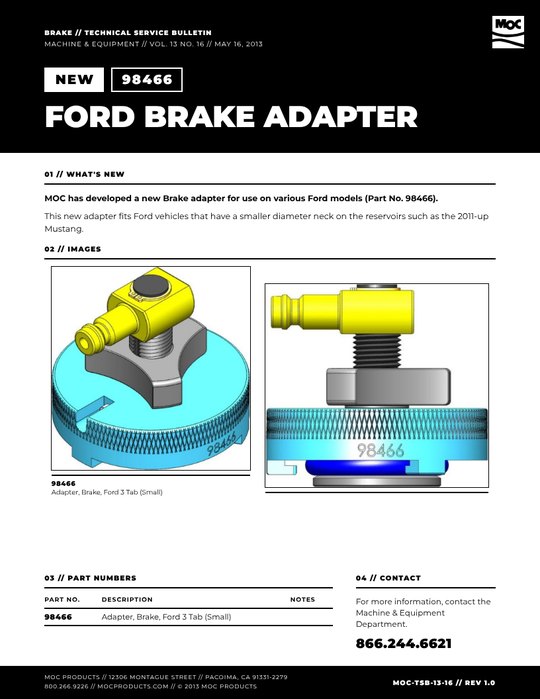 BRAKE // TECHNICAL SERVICE BULLETIN
MACHINE & EQUIPMENT // VOL. 13 NO. 16 // MAY 16, 2013
MOC
NEW
98466
FORD BRAKE ADAPTER
01 // WHAT'S NEW
MOC has developed a new Brake adapter for use on various Ford models (Part No. 98466).
This new adapter fits Ford vehicles that have a smaller diameter neck on the reservoirs such as the 2011-up
Mustang.
02 // IMAGES
98466
98466
98466
Adapter, Brake, Ford 3 Tab (Small)
03 // PART NUMBERS
PART NO. DESCRIPTION NOTES
98466 Adapter, Brake, Ford 3 Tab (Small)
04 // CONTACT
For more information, contact the
Machine & Equipment
Department.
866.244.6621
MOC PRODUCTS // 12306 MONTAGUE STREET // PACOIMA, CA 91331-2279
800.266.9226 // MOCPRODUCTS.COM // © 2013 MOC PRODUCTS
MOC-TSB-13-16 // REV 1.0